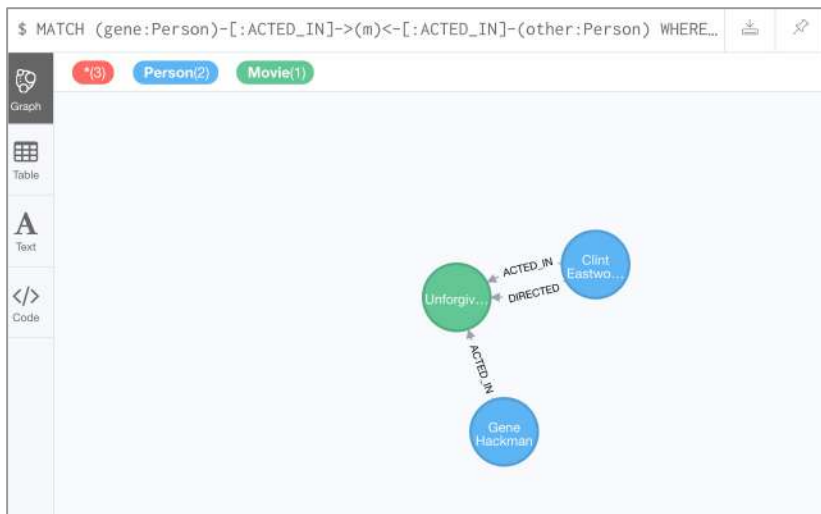 $ MATCH (gene:Person)-[:ACTED_IN]->(m)<-[:ACTED_IN]-(other:Person) WHERE…
*(3) Person(2) Movie(1)
Graph
Table
A
Text
</>
Code
ACTED_IN
Clint
Eastwo…
Unforgiv…
DIRECTED
ACTED_IN
Gene
Hackman